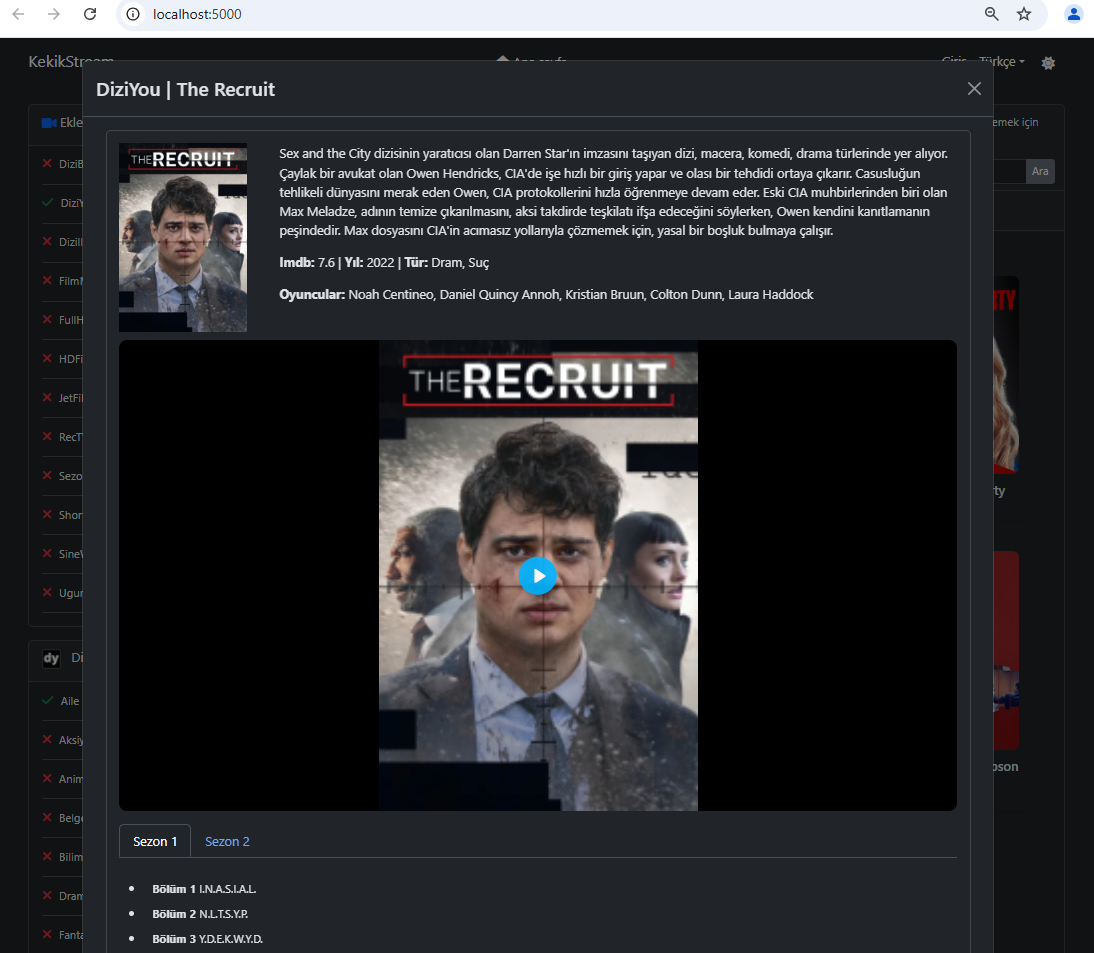 localhost:5000
KekikStream
Ana sayfa
Giriş
Türkçe
DiziYou | The Recruit
Ekle
emek için
DiziB
DiziY
Dizill
FilmM
FullH
HDFi
JetFil
RecT
Sezo
Shor
SineW
Ugur
Ara
THE RECRUIT
Sex and the City dizisinin yaratıcısı olan Darren Star'ın imzasını taşıyan dizi, macera, komedi, drama türlerinde yer alıyor.
Çaylak bir avukat olan Owen Hendricks, CIA'de işe hızlı bir giriş yapar ve olası bir tehdidi ortaya çıkarır. Casusluğun
tehlikeli dünyasını merak eden Owen, CIA protokollerini hızla öğrenmeye devam eder. Eski CIA muhbirlerinden biri olan
Max Meladze, adının temize çıkarılmasını, aksi takdirde teşkilatı ifşa edeceğini söylerken, Owen kendini kanıtlamanın
peşindedir. Max dosyasını CIA'in acımasız yollarıyla çözmemek için, yasal bir boşluk bulmaya çalışır.
Imdb: 7.6 | Yıl: 2022 | Tür: Dram, Suç
Oyuncular: Noah Centineo, Daniel Quincy Annoh, Kristian Bruun, Colton Dunn, Laura Haddock
THE RECRUIT
RTY
rty
pson
dy Di
Aile
Aksiy
Anim
Belge
Bilim
Dram
Fanta
Sezon 1
Sezon 2
Bölüm 1 I.N.A.S.I.A.L.
Bölüm 2 N.L.T.S.Y.P.
Bölüm 3 Y.D.E.K.W.Y.D.